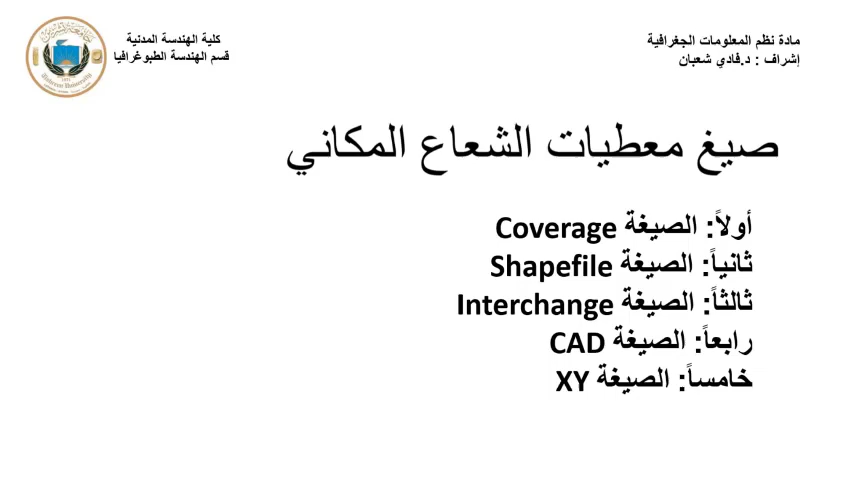 مادة نظم المعلومات الجغرافية
إشراف : د.فادي شعبان
كلية الهندسة المدنية
قسم الهندسة الطبوغرافيا
صيغ معطيات الشعاع المكاني
أولاً: الصيغة Coverage
ثانياً: الصيغة Shapefile
ثالثاً: الصيغة Interchange
رابعاً: الصيغة CAD
خامساً: الصيغة XY